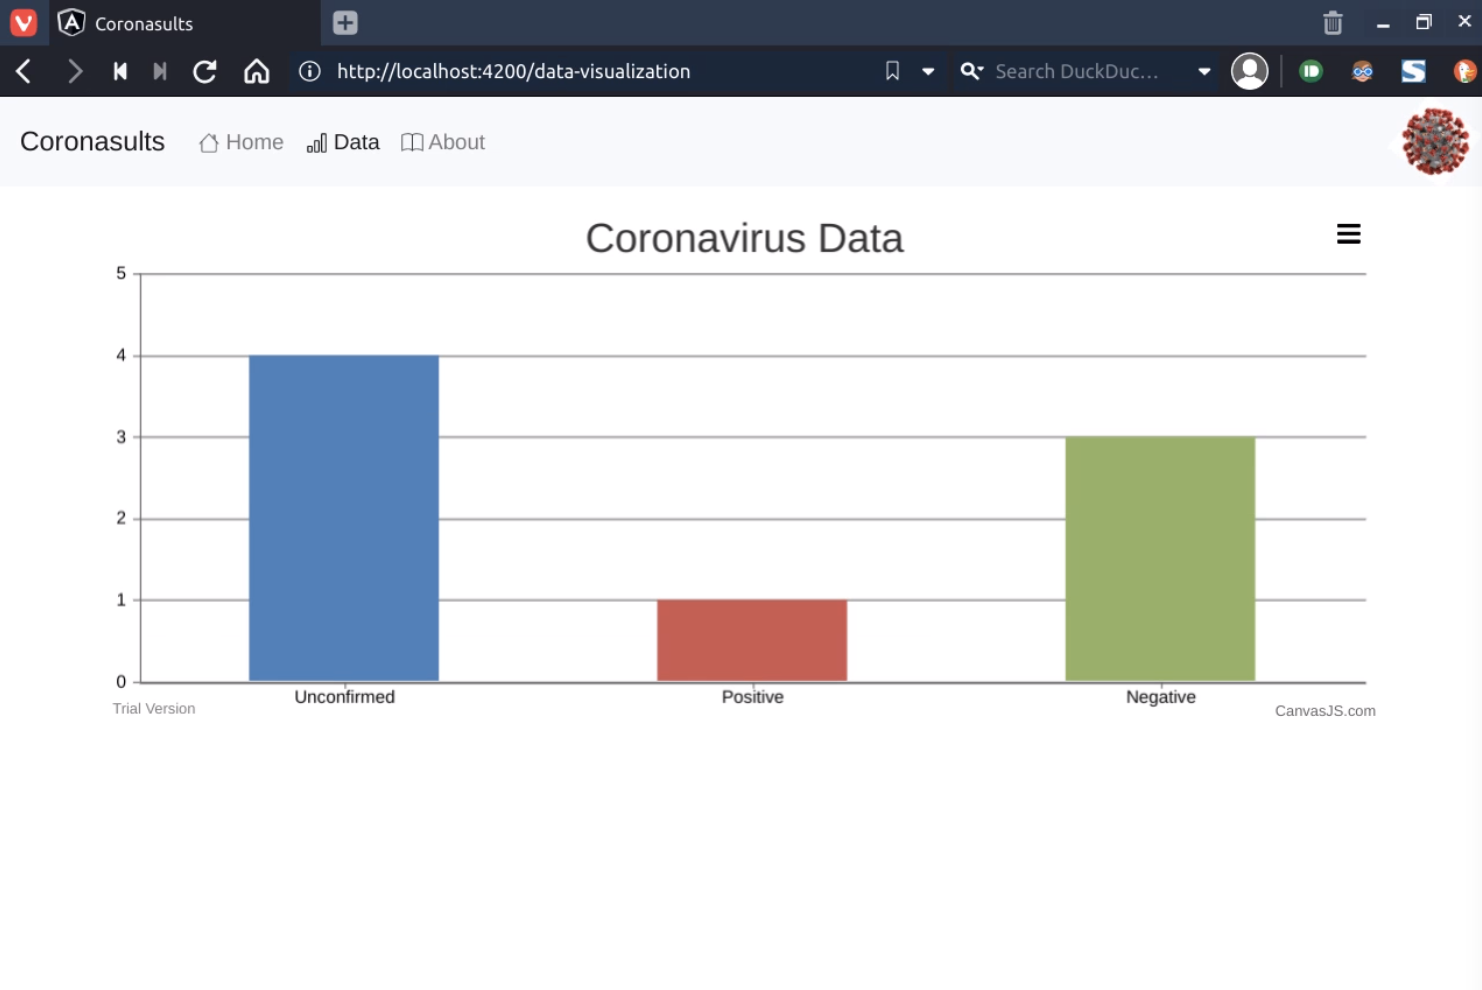 Coronasults
http://localhost:4200/data-visualization
Search DuckDuc...
Coronasults Home Data About
Coronavirus Data
5
4
3
2
1
0
Unconfirmed Positive Negative
Trial Version
CanvasJS.com